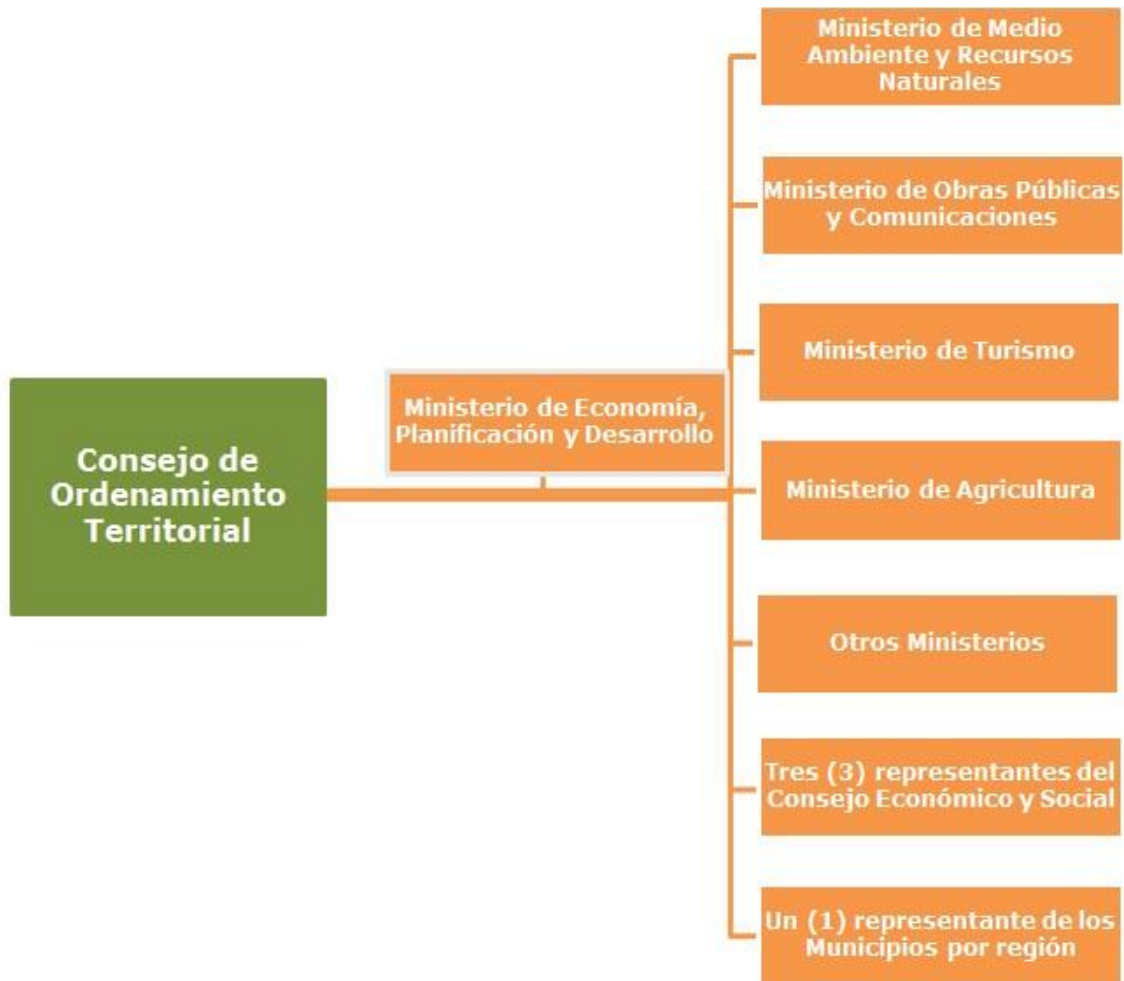 Consejo de
Ordenamiento
Territorial
Ministerio de Economía,
Planificación y Desarrollo
Ministerio de Medio
Ambiente y Recursos
Naturales
Ministerio de Obras Públicas
y Comunicaciones
Ministerio de Turismo
Ministerio de Agricultura
Otros Ministerios
Tres (3) representantes del
Consejo Económico y Social
Un (1) representante de los
Municipios por región